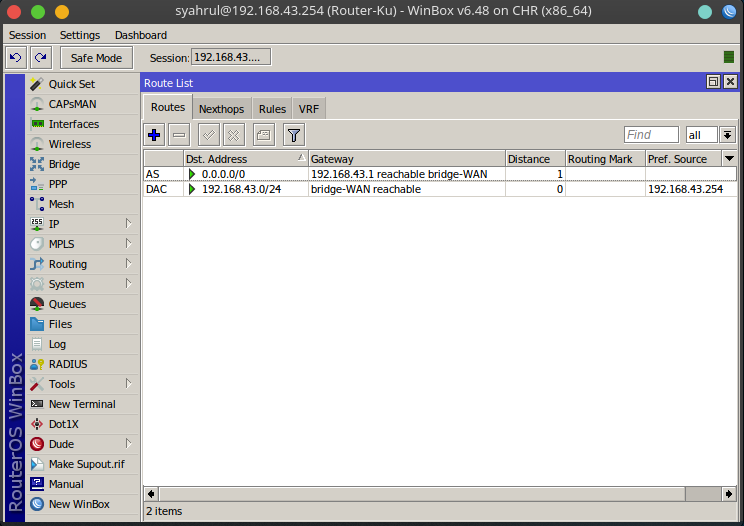 syahrul@192.168.43.254 (Router-Ku) - WinBox v6.48 on CHR (x86_64)
Session Settings Dashboard
Safe Mode Session: 192.168.43....
RouterOS WinBox
Quick Set
CAPsMAN
Interfaces
Wireless
Bridge
PPP
Mesh
IP
MPLS
Routing
System
Queues
Files
Log
RADIUS
Tools
New Terminal
Dot1X
Dude
Make Supout.rif
Manual
New WinBox
Route List
Routes Nexthops Rules VRF
Find all
Dst. Address Gateway Distance Routing Mark Pref. Source
AS 0.0.0.0/0 192.168.43.1 reachable bridge-WAN 1
DAC 192.168.43.0/24 bridge-WAN reachable 0 192.168.43.254
2 items